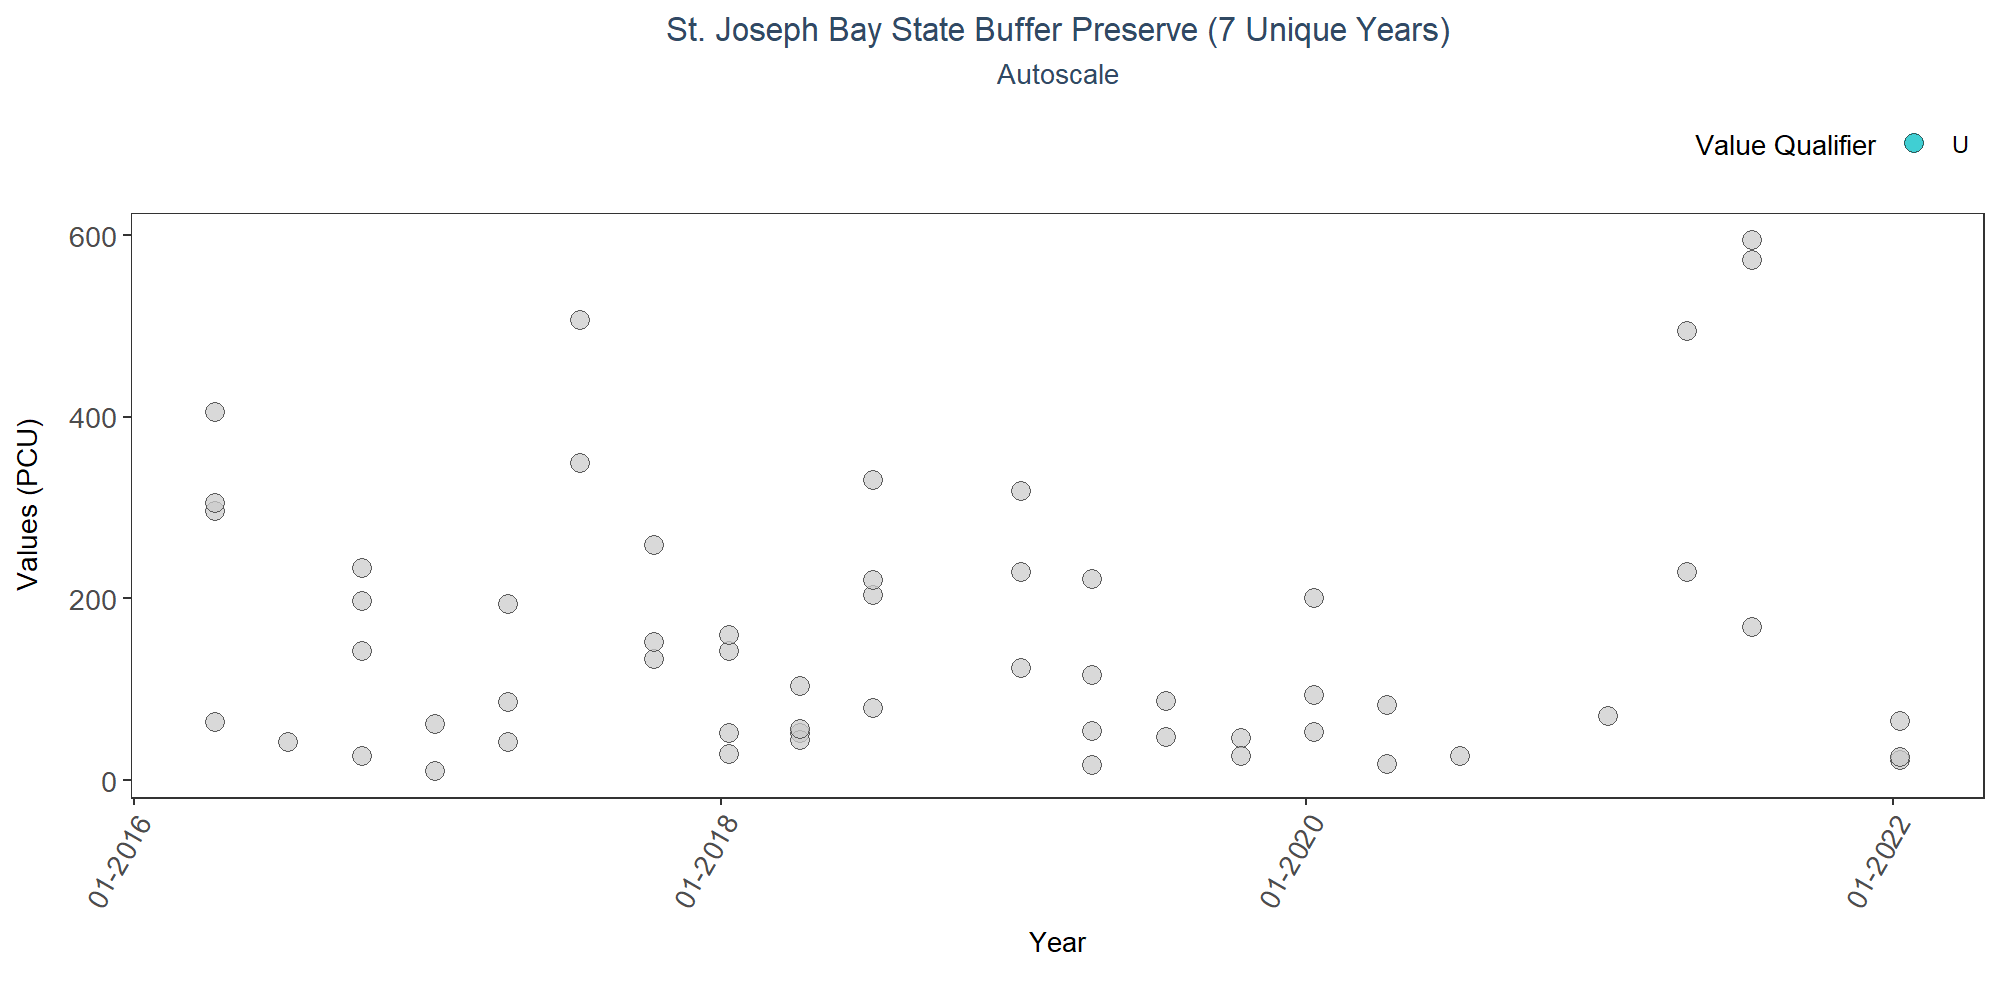 St. Joseph Bay State Buffer Preserve (7 Unique Years)
Autoscale
Value Qualifier U
600
400
200
0
Values (PCU)
01-2016
01-2018
01-2020
01-2022
Year